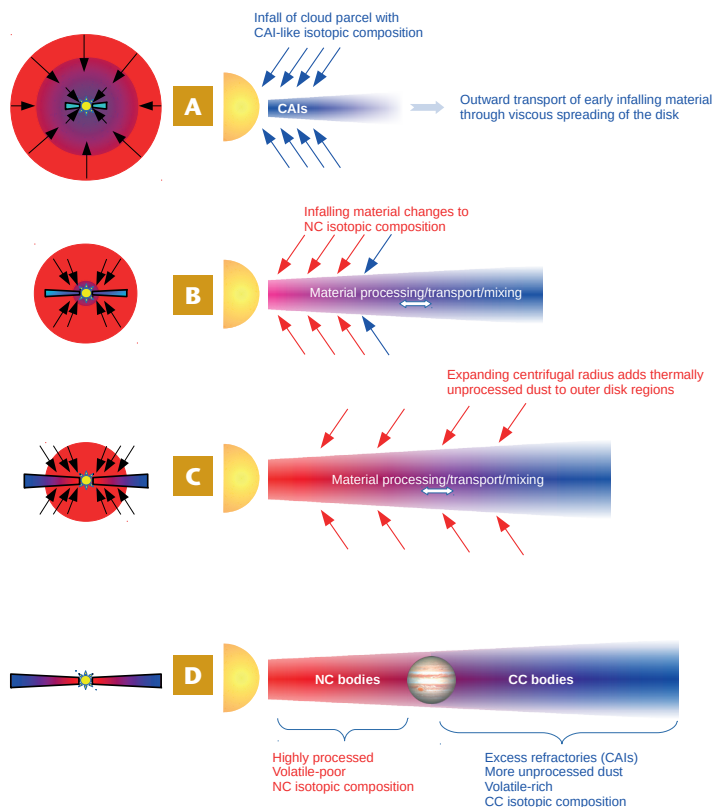 Infall of cloud parcel with
CAI-like isotopic composition
A
CAIs
Outward transport of early infalling material
through viscous spreading of the disk
Infalling material changes to
NC isotopic composition
B
Material processing/transport/mixing
Expanding centrifugal radius adds thermally
unprocessed dust to outer disk regions
C
Material processing/transport/mixing
D
NC bodies
CC bodies
Highly processed
Volatile-poor
NC isotopic composition
Excess refractories (CAIs)
More unprocessed dust
Volatile-rich
CC isotopic composition